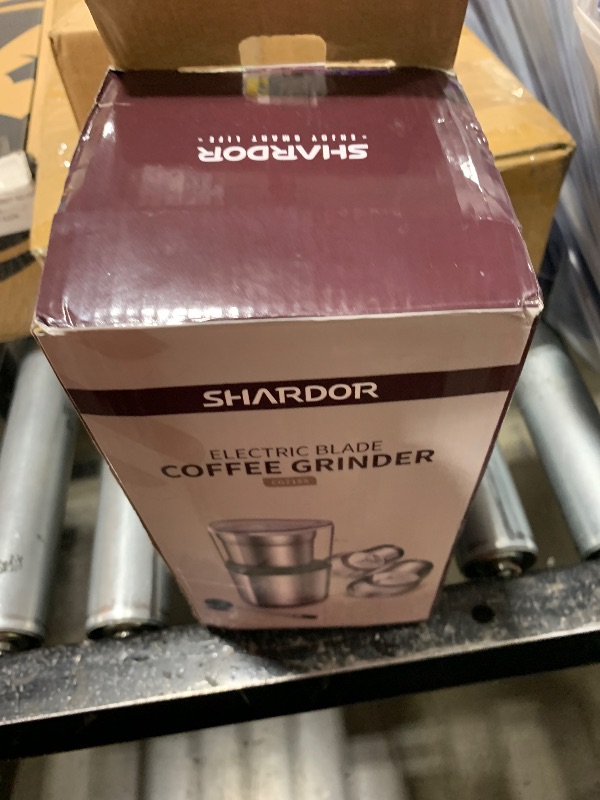 SHARDOR
- ENJOY SMART LIFE -
SHARDOR
ELECTRIC BLADE
COFFEE GRINDER